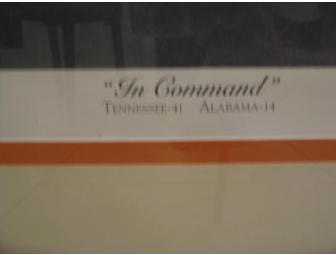 "In Command"
TENNESSEE-41 ALABAMA-14